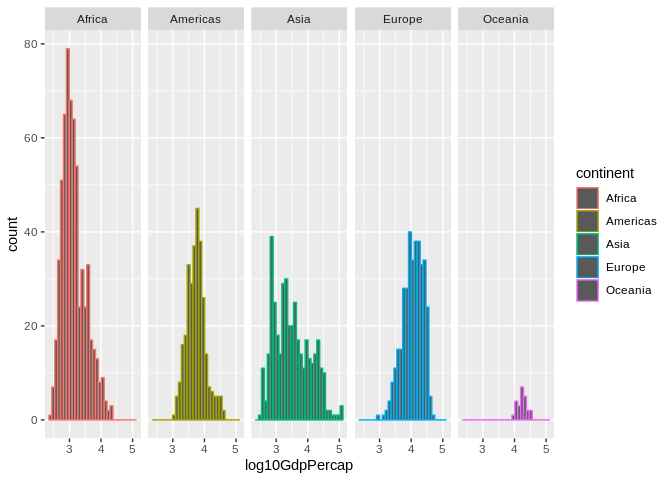 Africa Americas Asia Europe Oceania
80
60
40
20
0
3 4 5 3 4 5 3 4 5 3 4 5 3 4 5
log10GdpPercap
count
continent
Africa
Americas
Asia
Europe
Oceania